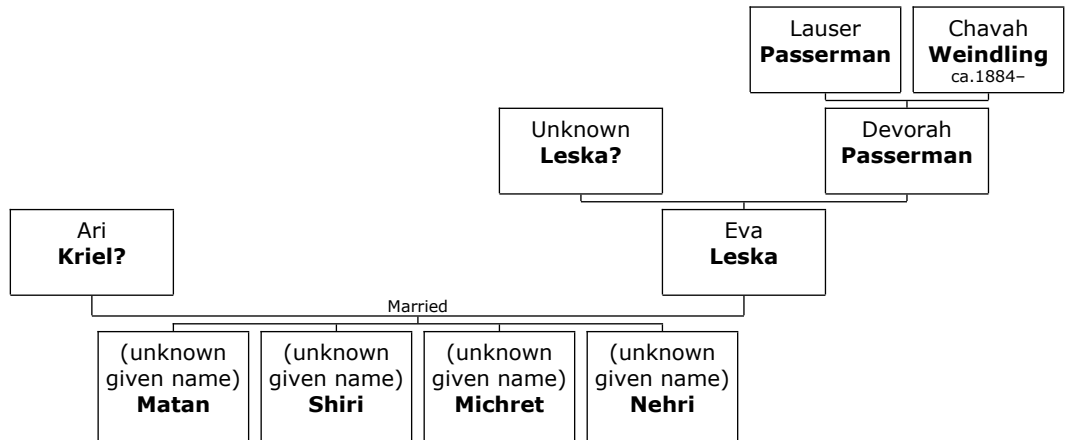 Lauser
Passerman
Chavah
Weindling
ca.1884–
Unknown
Leska?
Devorah
Passerman
Ari
Kriel?
Eva
Leska
Married
(unknown
given name)
Matan
(unknown
given name)
Shiri
(unknown
given name)
Michret
(unknown
given name)
Nehri